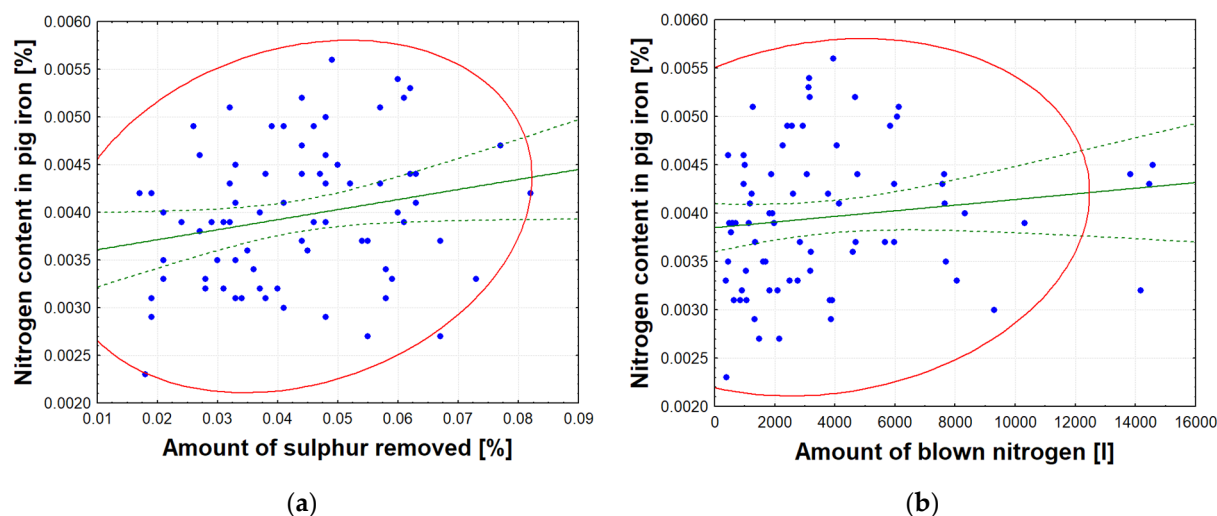 Nitrogen content in pig iron [%]
0.0060
0.0055
0.0050
0.0045
0.0040
0.0035
0.0030
0.0025
0.0020
0.01 0.02 0.03 0.04 0.05 0.06 0.07 0.08 0.09
Amount of sulphur removed [%]
(a)
Nitrogen content in pig iron [%]
0.0060
0.0055
0.0050
0.0045
0.0040
0.0035
0.0030
0.0025
0.0020
0 2000 4000 6000 8000 10000 12000 14000 16000
Amount of blown nitrogen [l]
(b)